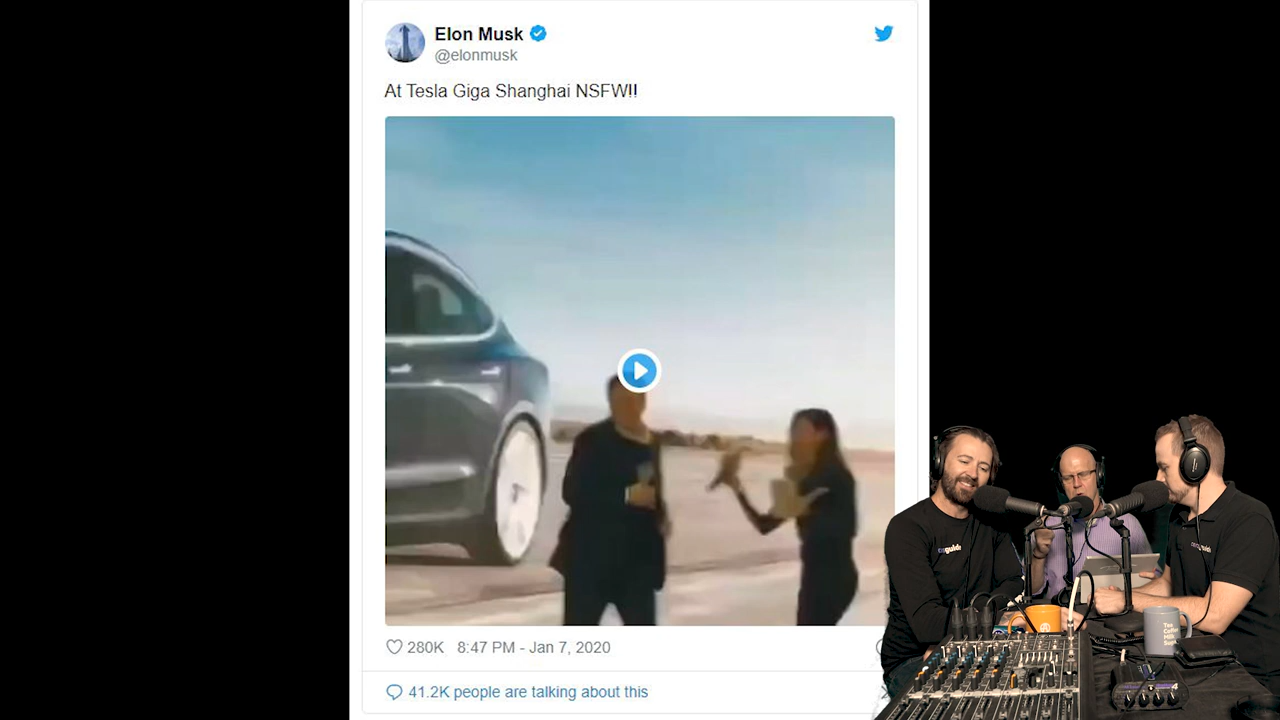 Elon Musk
@elonmusk
At Tesla Giga Shanghai NSFW!!
280K 8:47 PM - Jan 7, 2020
41.2K people are talking about this